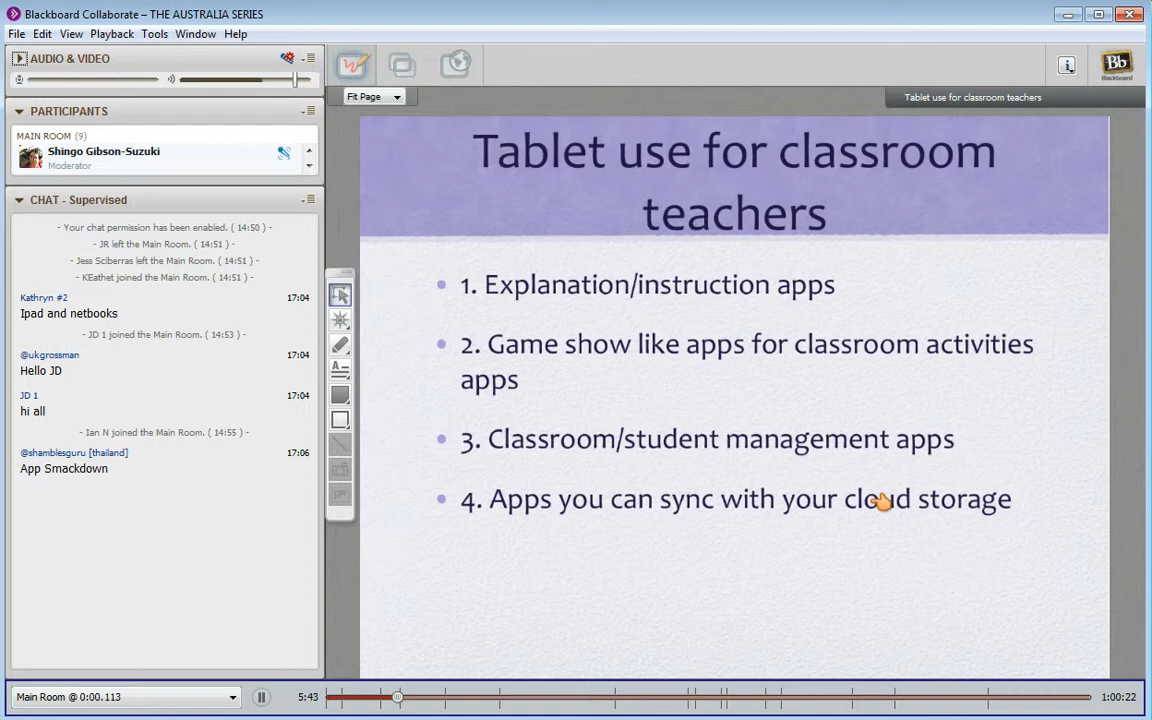 Blackboard Collaborate – THE AUSTRALIA SERIES
File Edit View Playback Tools Window Help
AUDIO & VIDEO
PARTICIPANTS
MAIN ROOM (9)
Shingo Gibson-Suzuki
Moderator
CHAT - Supervised
- Your chat permission has been enabled. ( 14:50 ) -
- JR left the Main Room. ( 14:51 ) -
- Jess Sciberras left the Main Room. ( 14:51 ) -
- KEathet joined the Main Room. ( 14:51 ) -
Kathryn #2 17:04
Ipad and netbooks
- JD 1 joined the Main Room. ( 14:53 ) -
@ukgrossman 17:04
Hello JD
JD 1 17:04
hi all
- Ian N joined the Main Room. ( 14:55 ) -
@shamblesguru [thailand] 17:06
App Smackdown
Fit Page
Bb
Blackboard
Tablet use for classroom teachers
Tablet use for classroom
teachers
• 1. Explanation/instruction apps
• 2. Game show like apps for classroom activities
apps
• 3. Classroom/student management apps
• 4. Apps you can sync with your cloud storage
Main Room @ 0:00.113
5:43
1:00:22